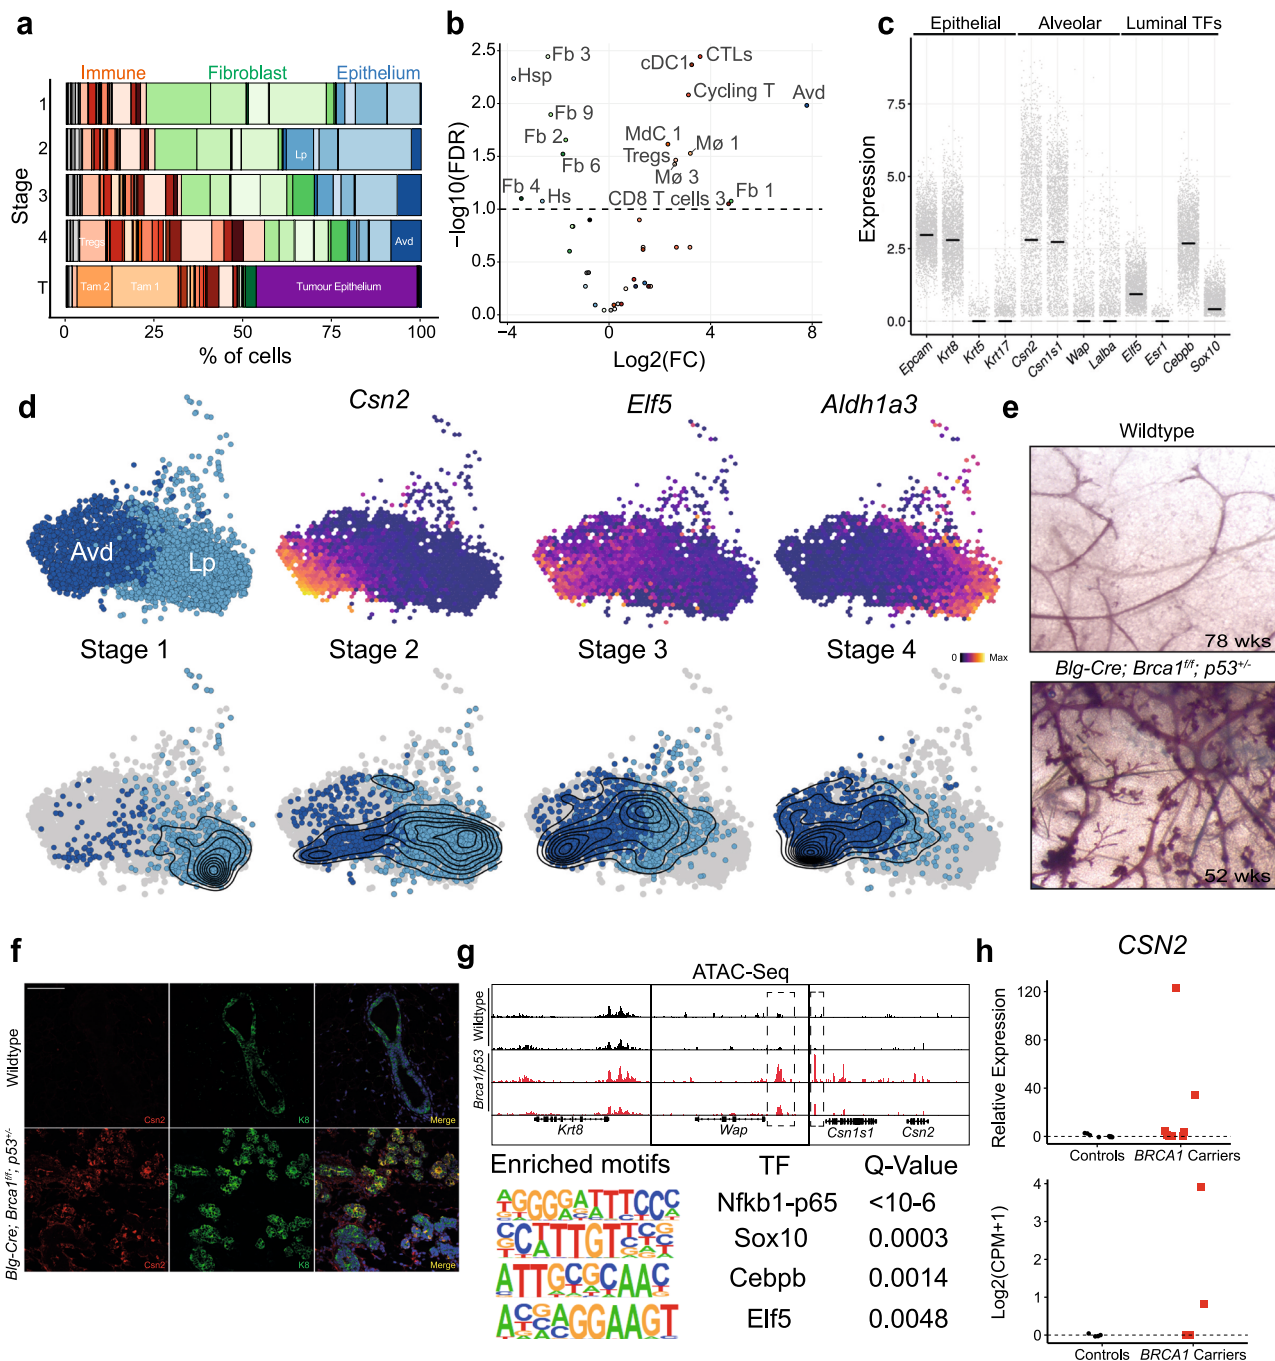 a
Immune
Fibroblast
Epithelium
Stage
1
2
3
4
T
Lp
Tregs
Avd
Tam 2
Tam 1
Tumour Epithelium
0
25
50
75
100
% of cells
b
−log10(FDR)
2.5
2.0
1.5
1.0
0.5
0.0
Fb 3
Hsp
Fb 9
Fb 2
Fb 6
Fb 4
Hs
cDC1
CTLs
Cycling T
Avd
MdC 1
Mø 1
Tregs
Mø 3
CD8 T cells 3
Fb 1
−4
0
4
8
Log2(FC)
c
Epithelial
Alveolar
Luminal TFs
Expression
7.5
5.0
2.5
0.0
Epcam
Krt8
Krt5
Krt17
Csn2
Csn1s1
Wap
Lalba
Elf5
Esr1
Cebpb
Sox10
d
Csn2
Elf5
Aldh1a3
Avd
Lp
Stage 1
Stage 2
Stage 3
Stage 4
0
Max
e
Wildtype
78 wks
Blg-Cre; Brca1f/f; p53+/-
52 wks
f
Wildtype
Csn2
K8
Merge
Blg-Cre; Brca1f/f; p53+/-
Csn2
K8
Merge
g
ATAC-Seq
Wildtype
Brca1/p53
Krt8
Wap
Csn1s1
Csn2
Enriched motifs
TF
Q-Value
Nfkb1-p65
<10-6
Sox10
0.0003
Cebpb
0.0014
Elf5
0.0048
h
CSN2
Relative Expression
120
80
40
0
Controls
BRCA1 Carriers
Log2(CPM+1)
4
3
2
1
0
Controls
BRCA1 Carriers